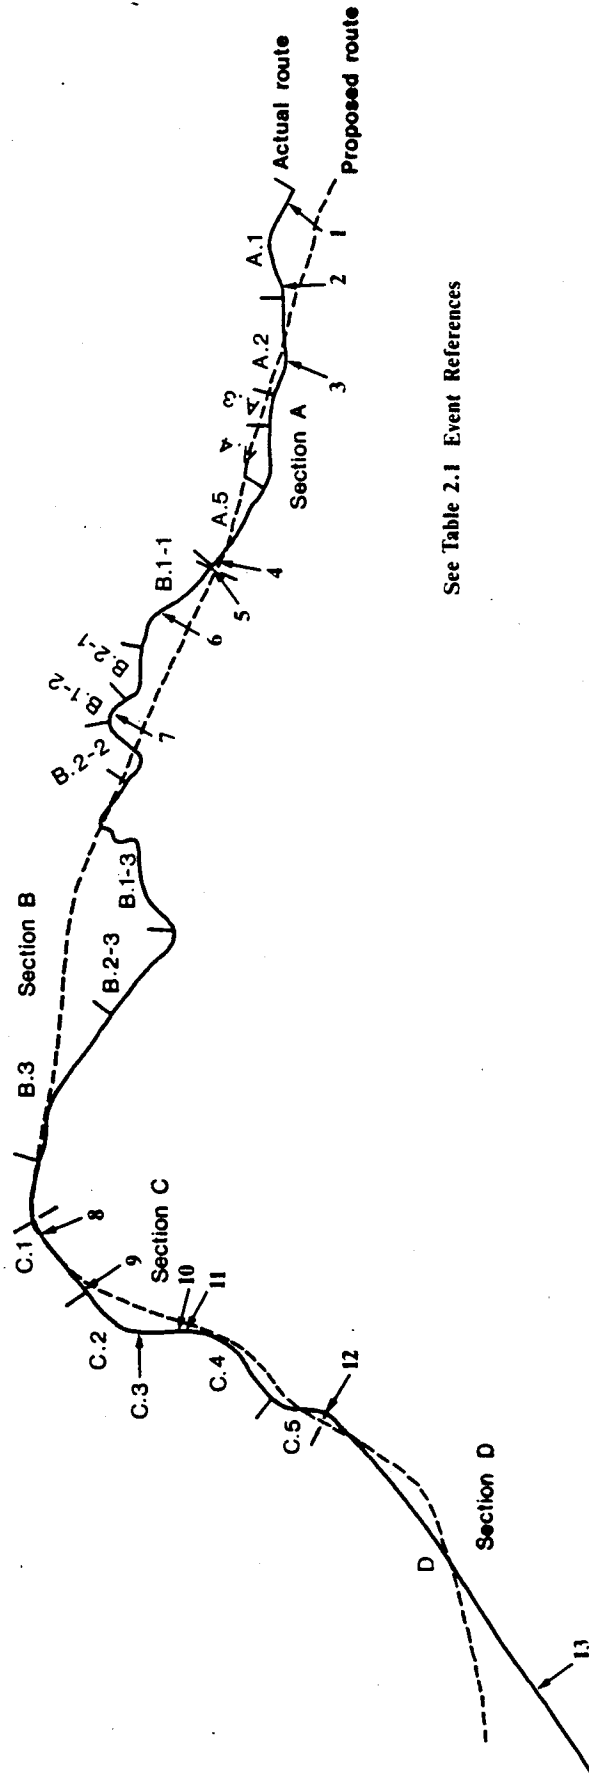 Actual route
Proposed route
A.1
1
2
A.2
3
A.3
A.4
Section A
A.5
4
5
B.1-1
6
B.2-1
B.1-2
7
B.2-2
B.1-3
Section B
B.2-3
B.3
C.1
8
9
Section C
C.2
C.3
10
11
C.4
C.5
12
D
Section D
13
See Table 2.1 Event References